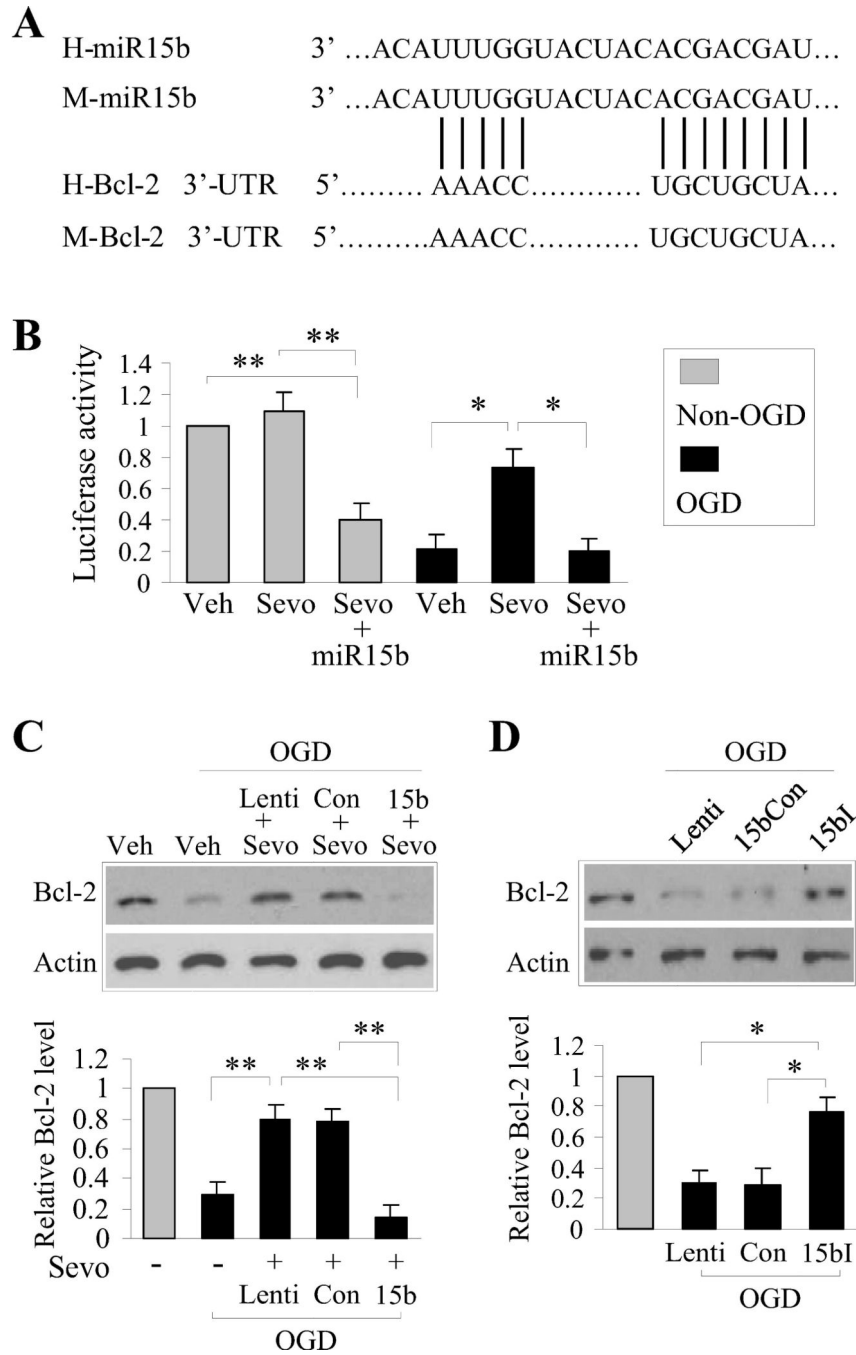 A
H-miR15b 3' ...ACAUUUGGUACUACACGACGAU...
M-miR15b 3' ...ACAUUUGGUACUACACGACGAU...
H-Bcl-2 3'-UTR 5'......... AAACC........... UGCUGCUA...
M-Bcl-2 3'-UTR 5'..........AAACC........... UGCUGCUA...
B
Luciferase activity
1.4
1.2
1
0.8
0.6
0.4
0.2
0
** ** * *
Veh Sevo Sevo + miR15b Veh Sevo Sevo + miR15b
Non-OGD
OGD
C
OGD
Veh Veh Lenti + Sevo Con + Sevo 15b + Sevo
Bcl-2
Actin
Relative Bcl-2 level
1.2
1
0.8
0.6
0.4
0.2
0
** ** **
Sevo - - + + +
Lenti Con 15b
OGD
D
OGD
Lenti 15bCon 15bI
Bcl-2
Actin
Relative Bcl-2 level
1.2
1
0.8
0.6
0.4
0.2
0
* *
Lenti Con 15bI
OGD